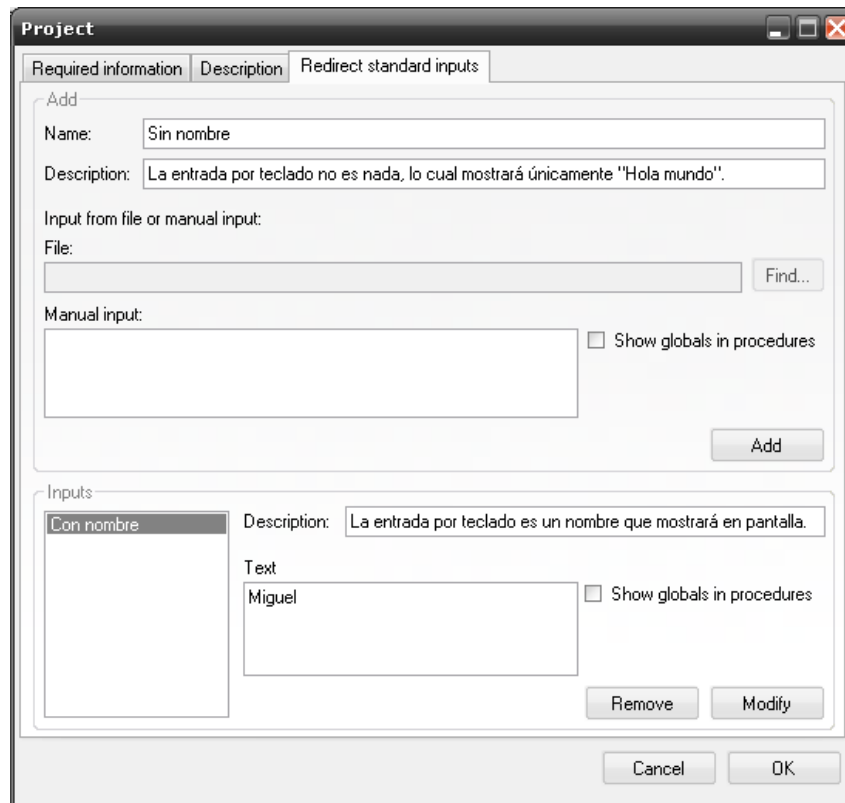 Project
Required information Description Redirect standard inputs
Add
Name: Sin nombre
Description: La entrada por teclado no es nada, lo cual mostrará únicamente "Hola mundo".
Input from file or manual input:
File:
Find...
Manual input:
Show globals in procedures
Add
Inputs
Con nombre
Description: La entrada por teclado es un nombre que mostrará en pantalla.
Text
Miguel
Show globals in procedures
Remove Modify
Cancel OK